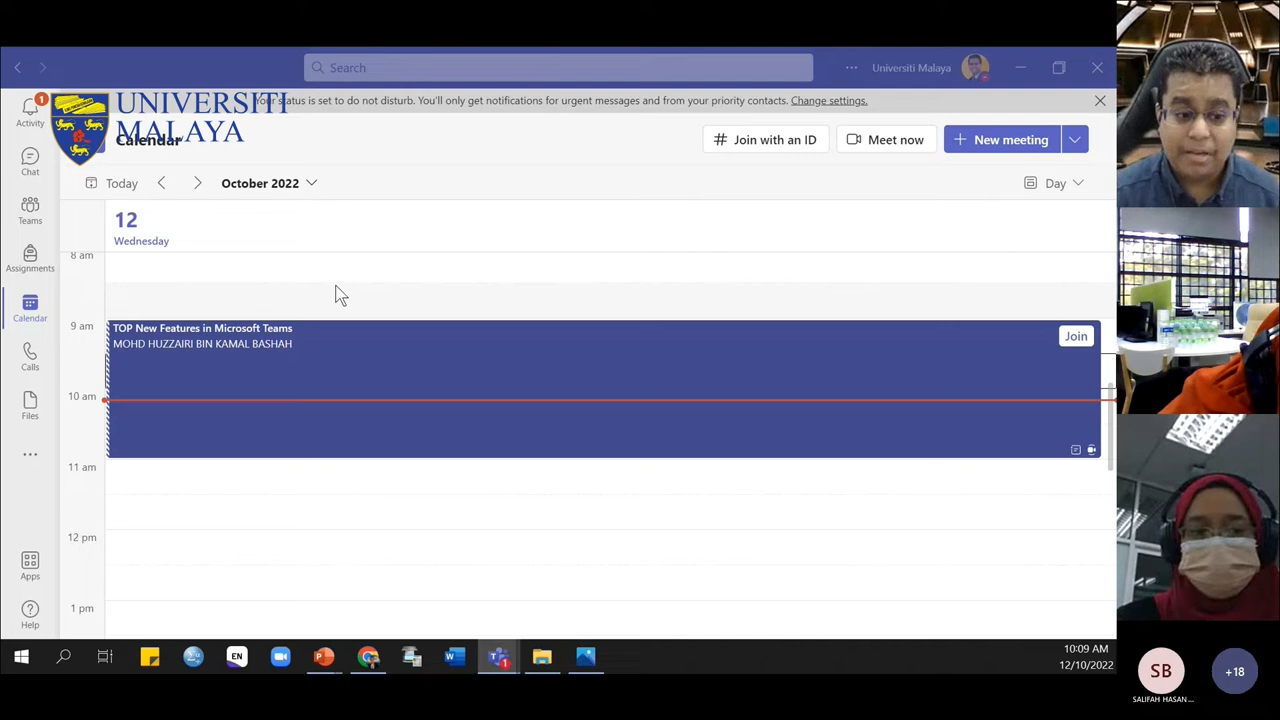 Search
Universiti Malaya
Your status is set to do not disturb. You'll only get notifications for urgent messages and from your priority contacts. Change settings.
UNIVERSITI
MALAYA
1
Activity
Chat
Teams
Assignments
Calendar
Calls
Files
Apps
Help
Calendar
Join with an ID
Meet now
New meeting
Today
October 2022
Day
12
Wednesday
8 am
9 am
TOP New Features in Microsoft Teams
MOHD HUZZAIRI BIN KAMAL BASHAH
Join
10 am
11 am
12 pm
1 pm
EN
1
10:09 AM
12/10/2022
SB
SALIFAH HASAN ...
+18